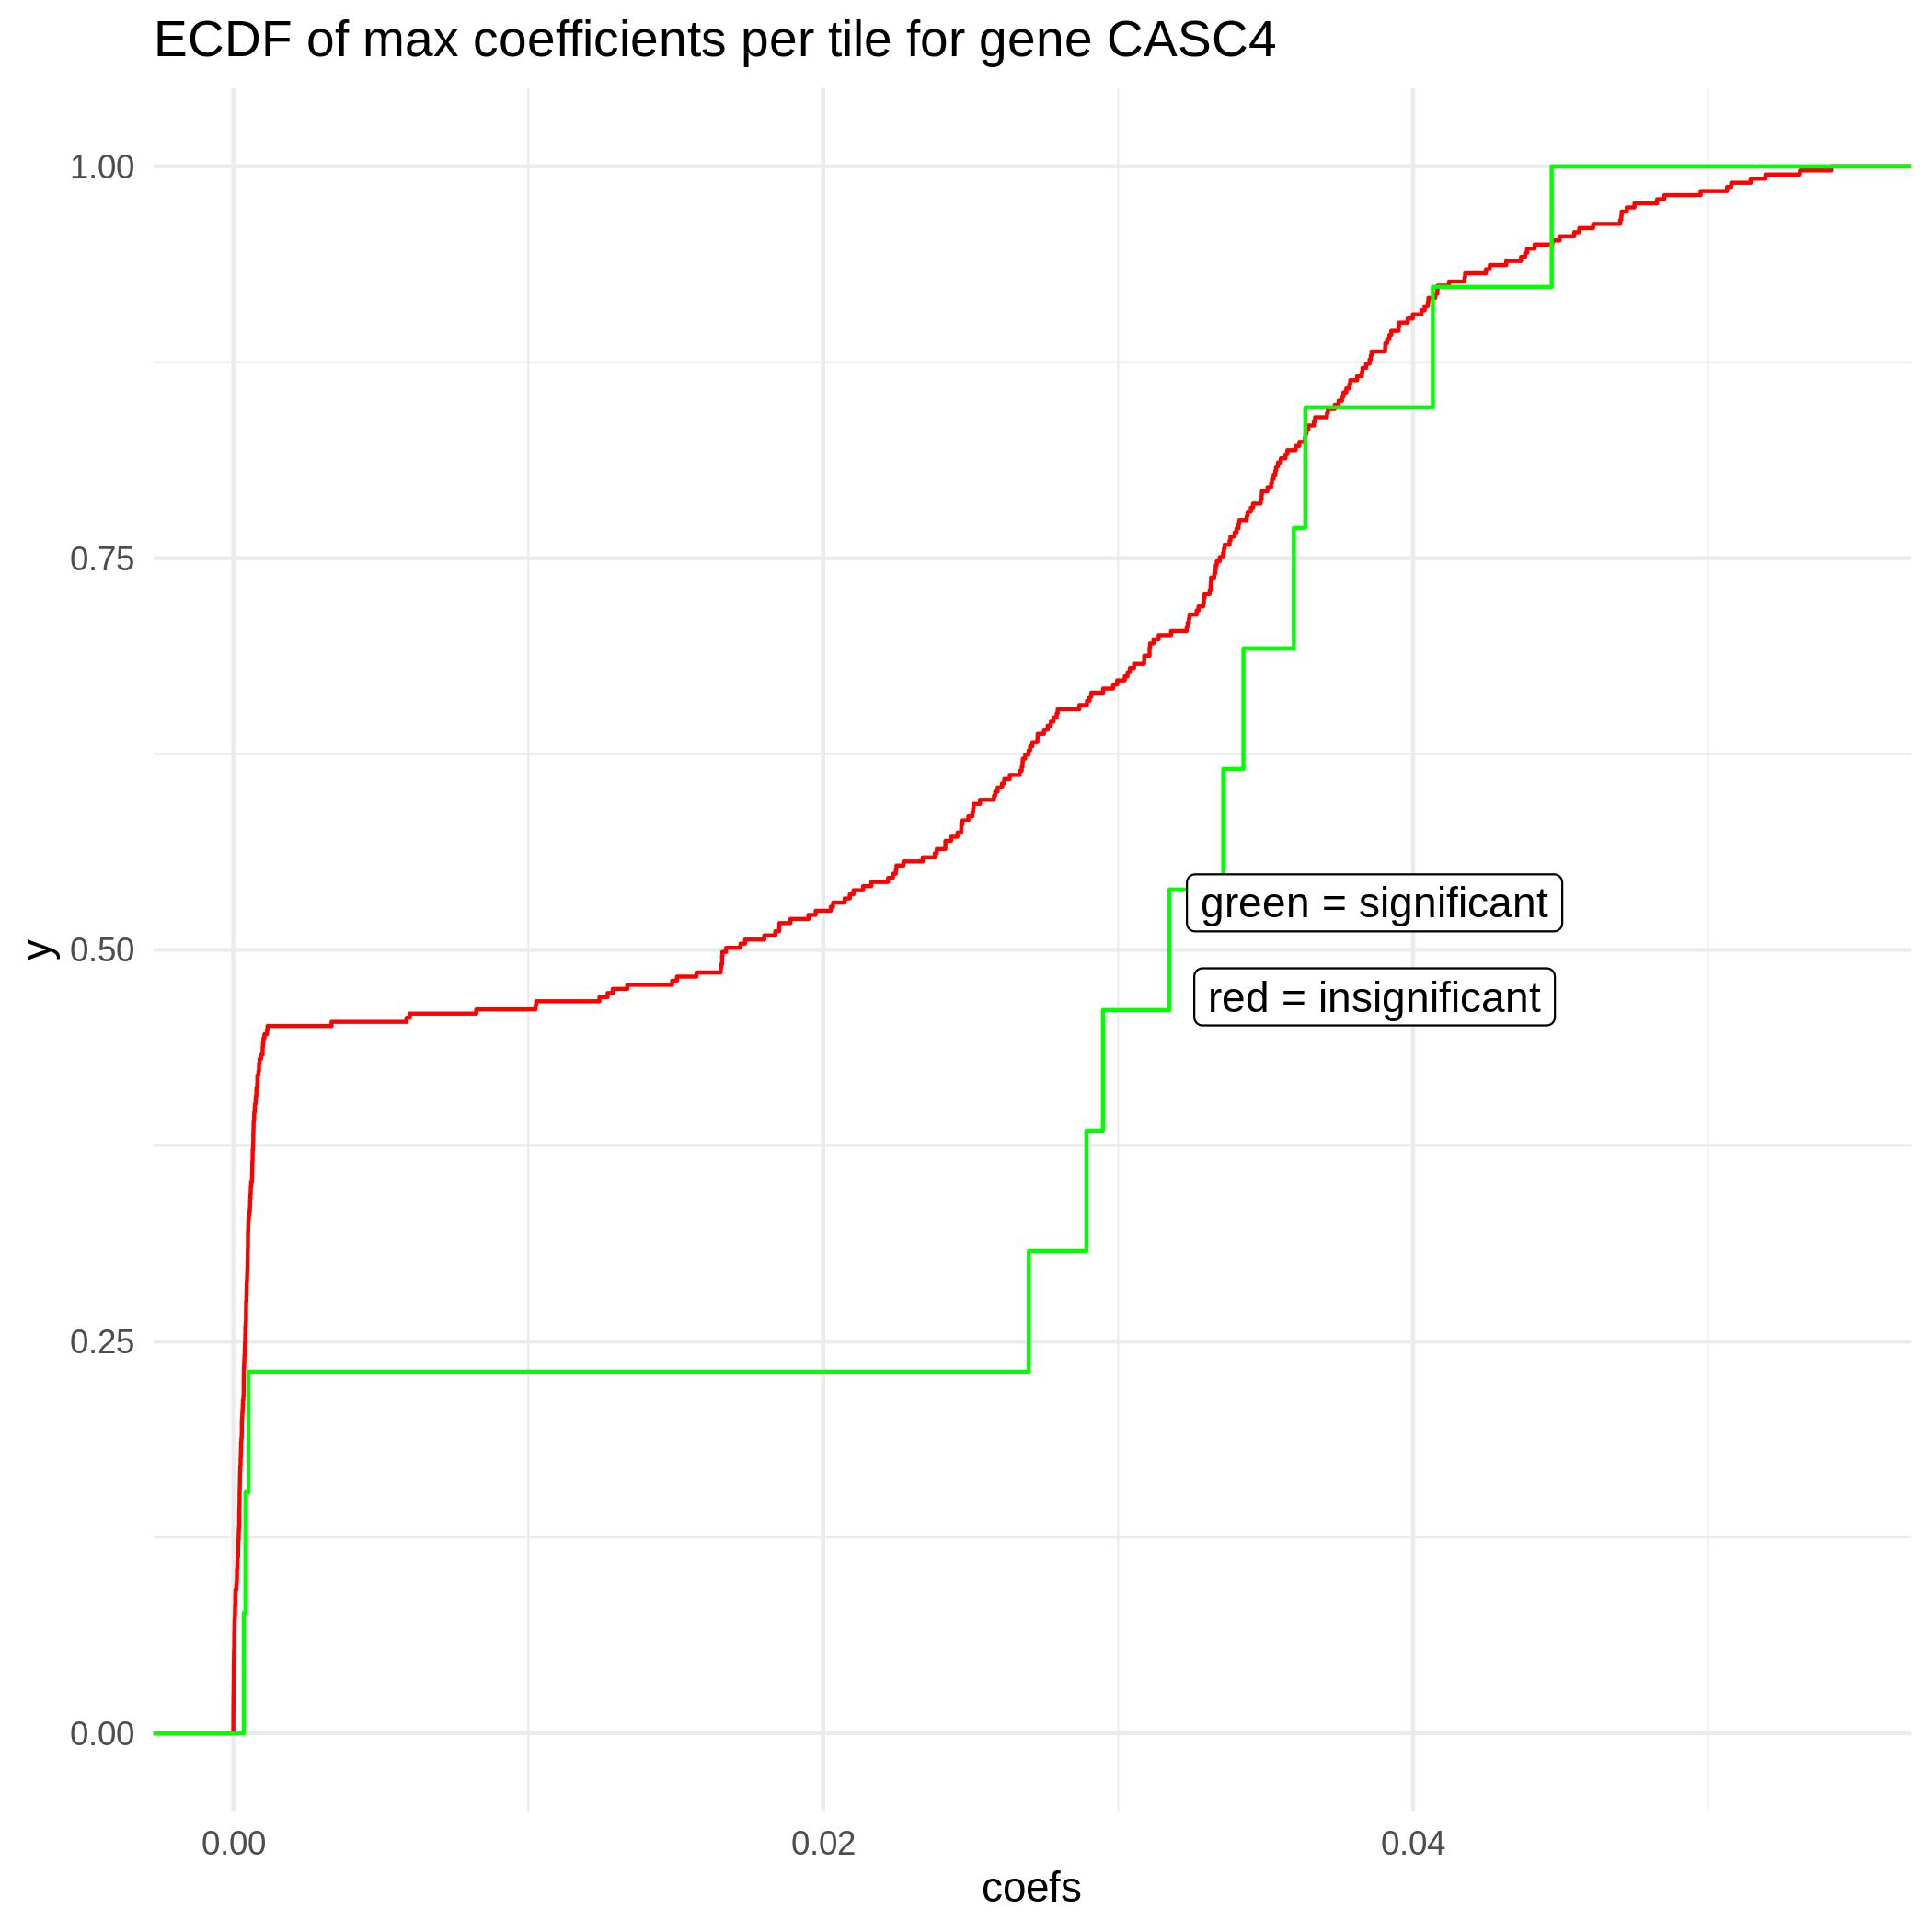 ECDF of max coefficients per tile for gene CASC4
1.00
0.75
0.50
0.25
0.00
y
green = significant
red = insignificant
0.00 0.02 0.04
coefs